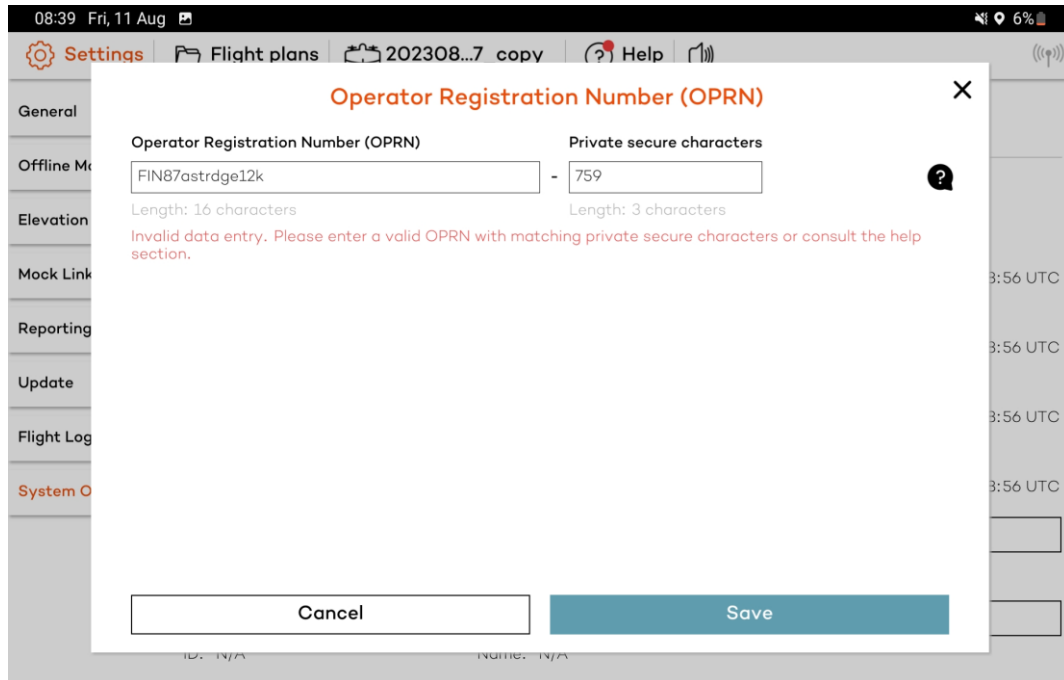 08:39 Fri, 11 Aug 6%
Settings Flight plans 202308...7 copy Help
General
Offline Mo
Elevation
Mock Link
Reporting
Update
Flight Log
System O
Operator Registration Number (OPRN)
Operator Registration Number (OPRN) Private secure characters
FIN87astrdge12k - 759
Length: 16 characters Length: 3 characters
Invalid data entry. Please enter a valid OPRN with matching private secure characters or consult the help
section.
3:56 UTC
3:56 UTC
3:56 UTC
3:56 UTC
Cancel Save
ID: N/A Name: N/A